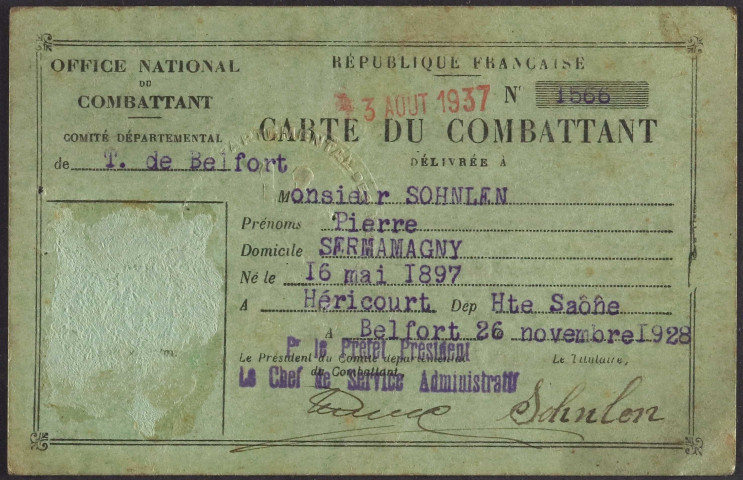 OFFICE NATIONAL
DU
COMBATTANT
COMITÉ DÉPARTEMENTAL
de T. de Belfort
RÉPUBLIQUE FRANÇAISE
3 AOUT 1937 N° 1566
CARTE DU COMBATTANT
DÉLIVRÉE A
Monsieur SOHNLEN
Prénoms Pierre
Domicile SERMAMAGNY
Né le 16 mai 1897
A Héricourt Dép Hte Saône
A Belfort 26 novembre 1928
Pr le Préfet Président
Le Président du Comité départemental
du Combattant,
Le Titulaire,
Le Chef de Service Administratif
Sohnlen